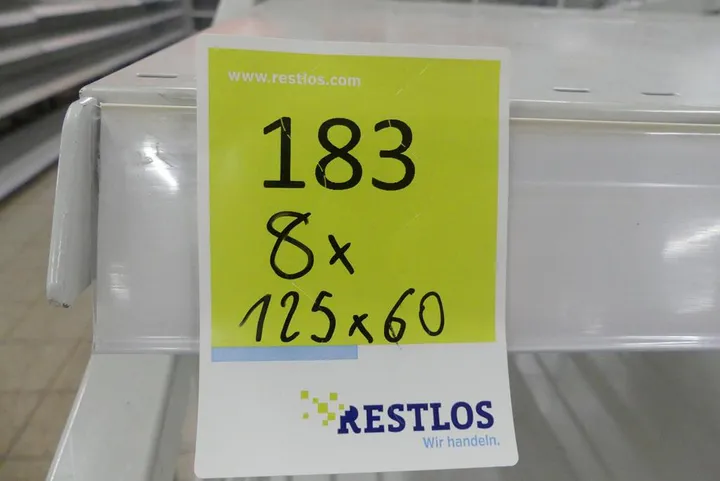 www.restlos.com
183
8x
125x60
RESTLOS
Wir handeln.